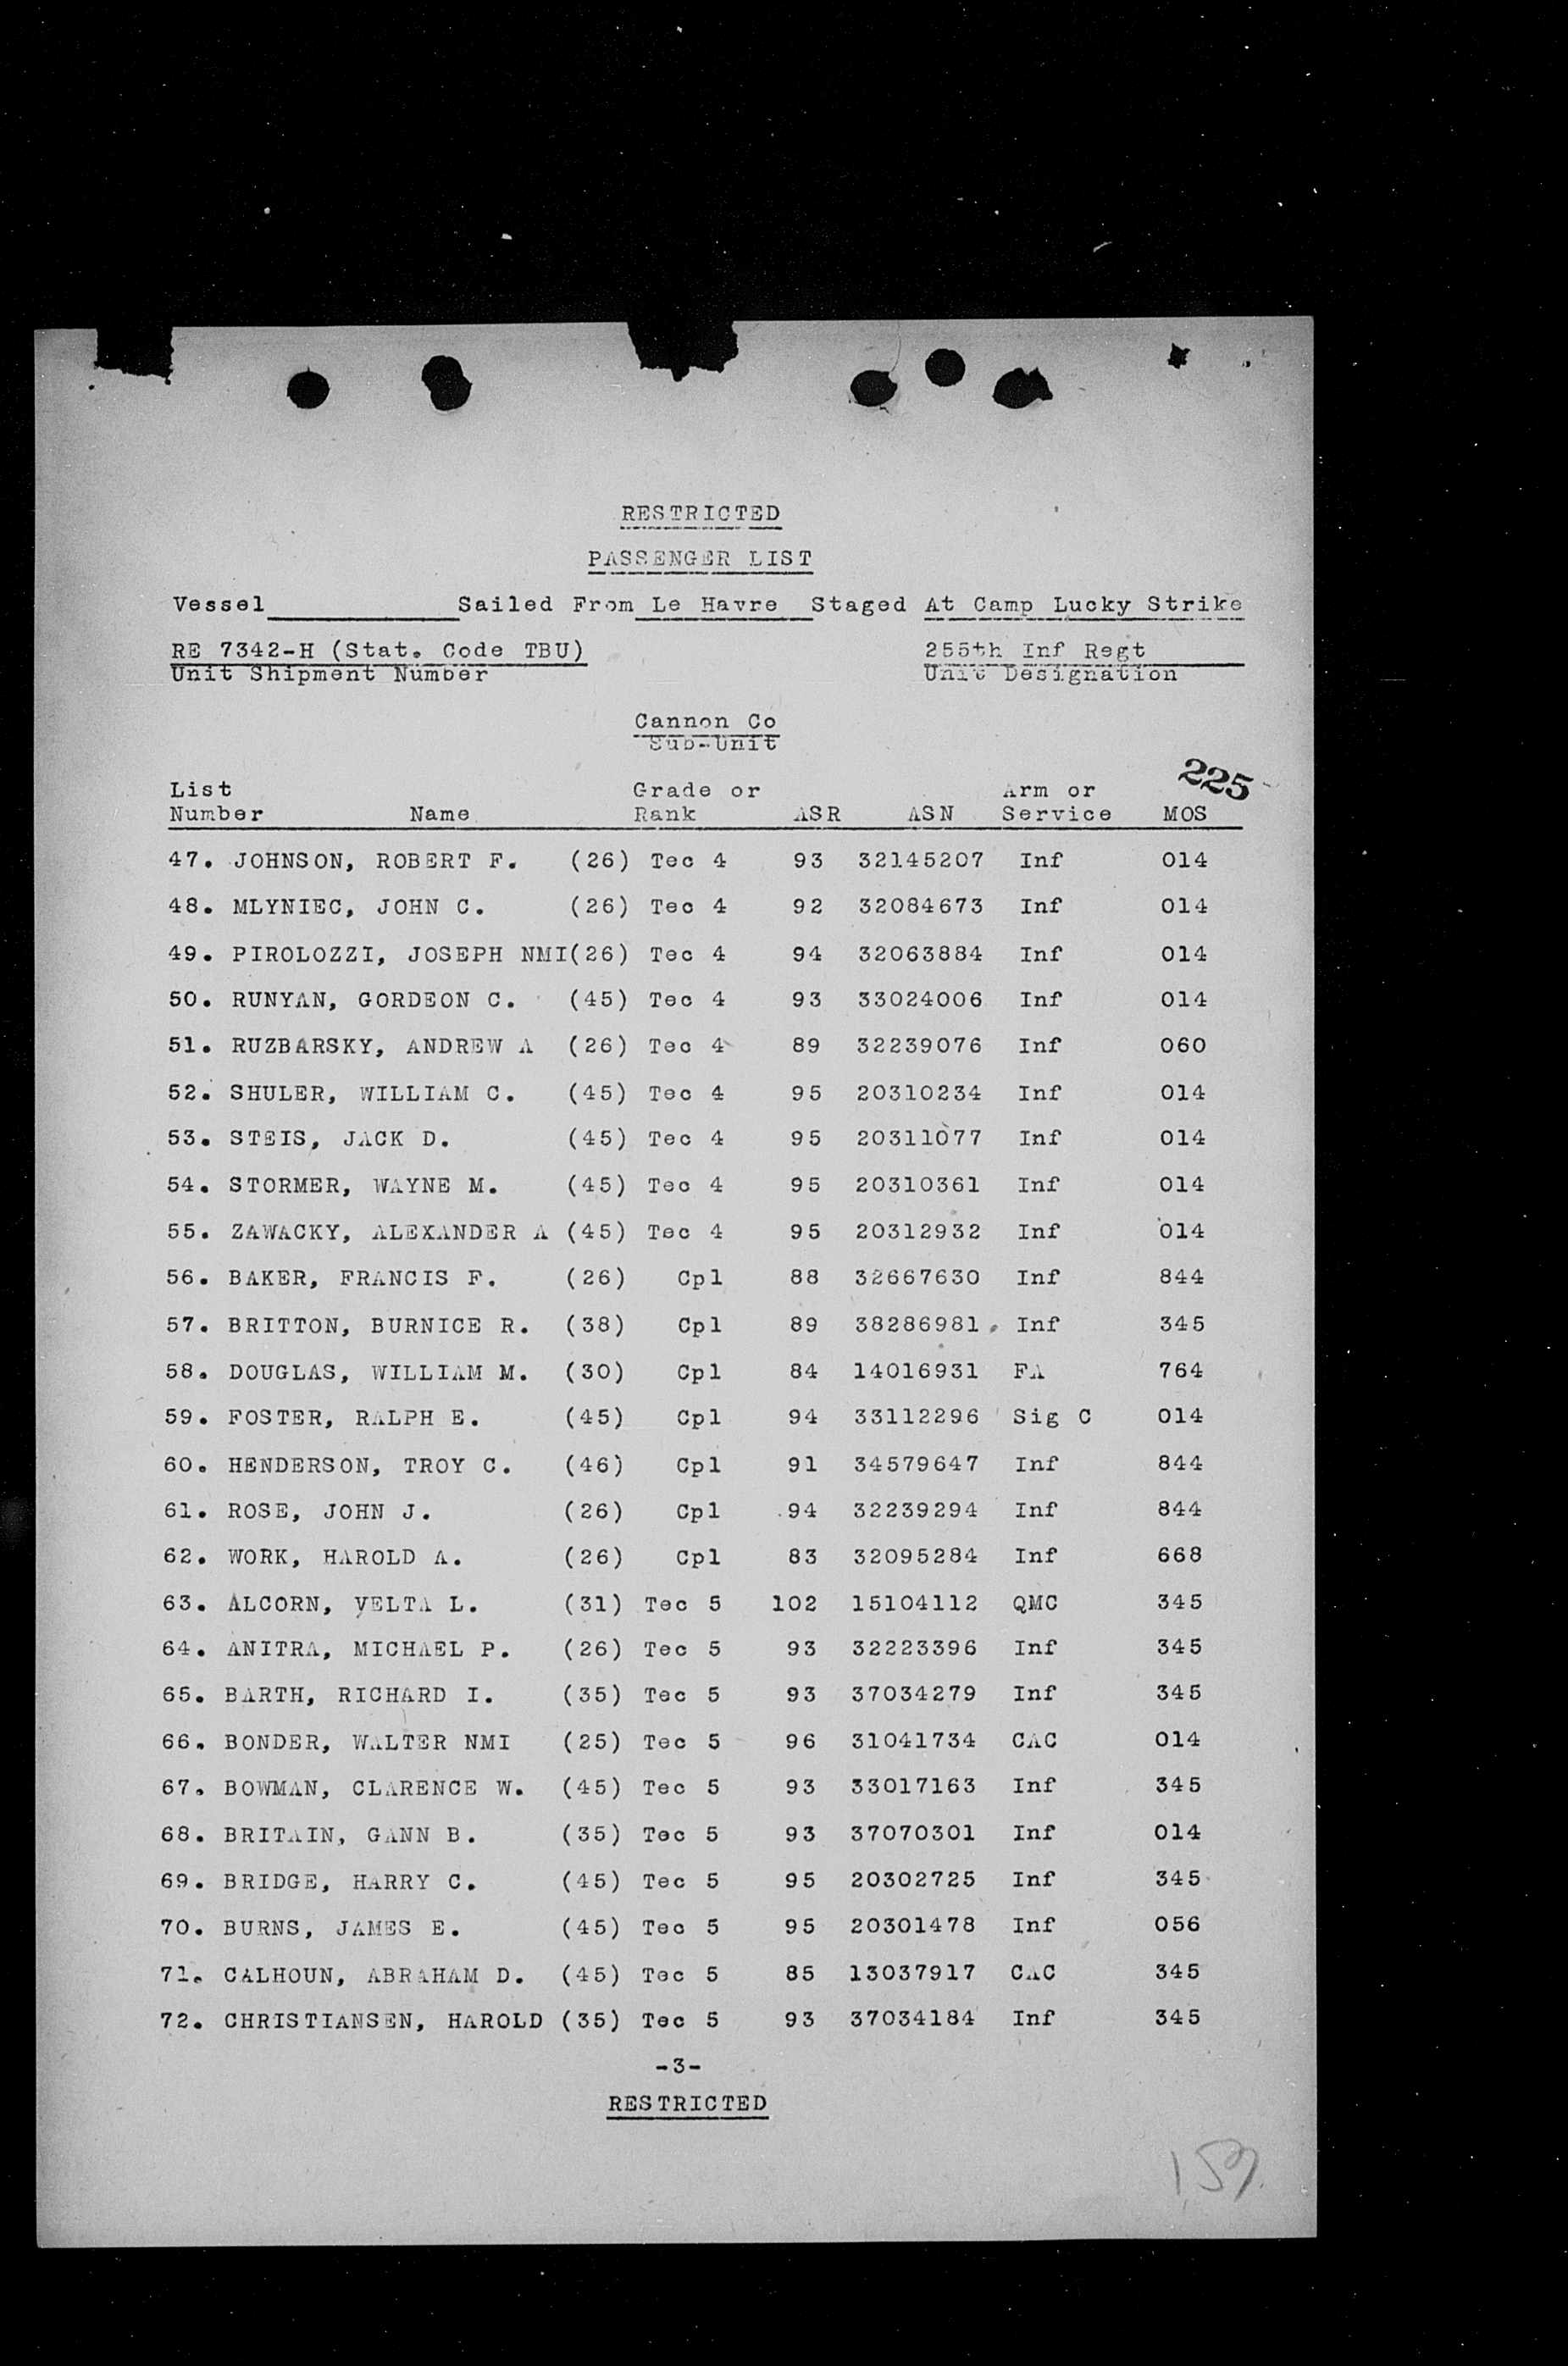 RESTRICTED
PASSENGER LIST
Vessel Sailed From Le Havre Staged At Camp Lucky Strike
RE 7342-H (Stat. Code TBU) 255th Inf Regt
Unit Shipment Number Unit Designation
Cannon Co
Sub-Unit
225
List Grade or Arm or
Number Name Rank ASR ASN Service MOS
47. JOHNSON, ROBERT F. (26) Tec 4 93 32145207 Inf 014
48. MLYNIEC, JOHN C. (26) Tec 4 92 32084673 Inf 014
49. PIROLOZZI, JOSEPH NMI(26) Tec 4 94 32063884 Inf 014
50. RUNYAN, GORDEON C. (45) Tec 4 93 33024006 Inf 014
51. RUZBARSKY, ANDREW A (26) Tec 4 89 32239076 Inf 060
52. SHULER, WILLIAM C. (45) Tec 4 95 20310234 Inf 014
53. STEIS, JACK D. (45) Tec 4 95 20311077 Inf 014
54. STORMER, WAYNE M. (45) Tec 4 95 20310361 Inf 014
55. ZAWACKY, ALEXANDER A (45) Tec 4 95 20312932 Inf 014
56. BAKER, FRANCIS F. (26) Cpl 88 32667630 Inf 844
57. BRITTON, BURNICE R. (38) Cpl 89 38286981 Inf 345
58. DOUGLAS, WILLIAM M. (30) Cpl 84 14016931 FA 764
59. FOSTER, RALPH E. (45) Cpl 94 33112296 Sig C 014
60. HENDERSON, TROY C. (46) Cpl 91 34579647 Inf 844
61. ROSE, JOHN J. (26) Cpl 94 32239294 Inf 844
62. WORK, HAROLD A. (26) Cpl 83 32095284 Inf 668
63. ALCORN, VELTA L. (31) Tec 5 102 15104112 QMC 345
64. ANITRA, MICHAEL P. (26) Tec 5 93 32223396 Inf 345
65. BARTH, RICHARD I. (35) Tec 5 93 37034279 Inf 345
66. BONDER, WALTER NMI (25) Tec 5 96 31041734 CAC 014
67. BOWMAN, CLARENCE W. (45) Tec 5 93 33017163 Inf 345
68. BRITAIN, GANN B. (35) Tec 5 93 37070301 Inf 014
69. BRIDGE, HARRY C. (45) Tec 5 95 20302725 Inf 345
70. BURNS, JAMES E. (45) Tec 5 95 20301478 Inf 056
71. CALHOUN, ABRAHAM D. (45) Tec 5 85 13037917 CAC 345
72. CHRISTIANSEN, HAROLD (35) Tec 5 93 37034184 Inf 345
-3-
RESTRICTED